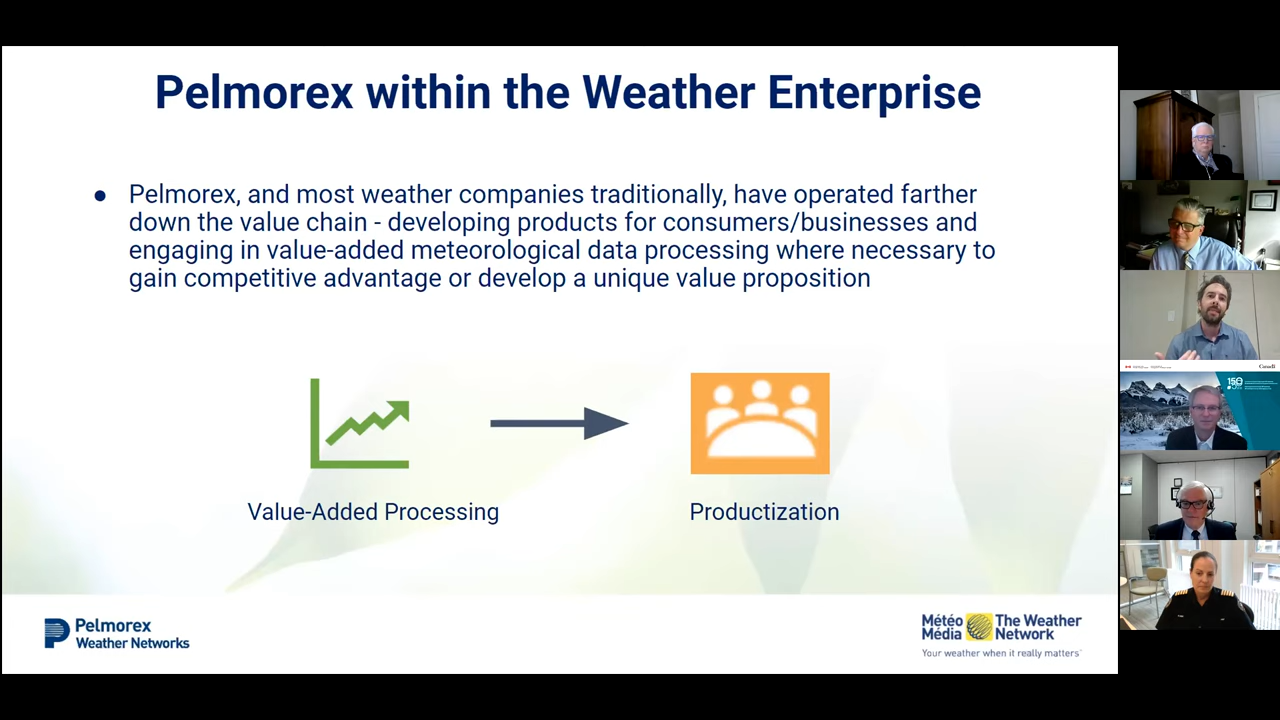 Pelmorex within the Weather Enterprise
● Pelmorex, and most weather companies traditionally, have operated farther
down the value chain - developing products for consumers/businesses and
engaging in value-added meteorological data processing where necessary to
gain competitive advantage or develop a unique value proposition
Value-Added Processing
Productization
Pelmorex
Weather Networks
Météo
Média
The Weather
Network
Your weather when it really matters™
Canada
150